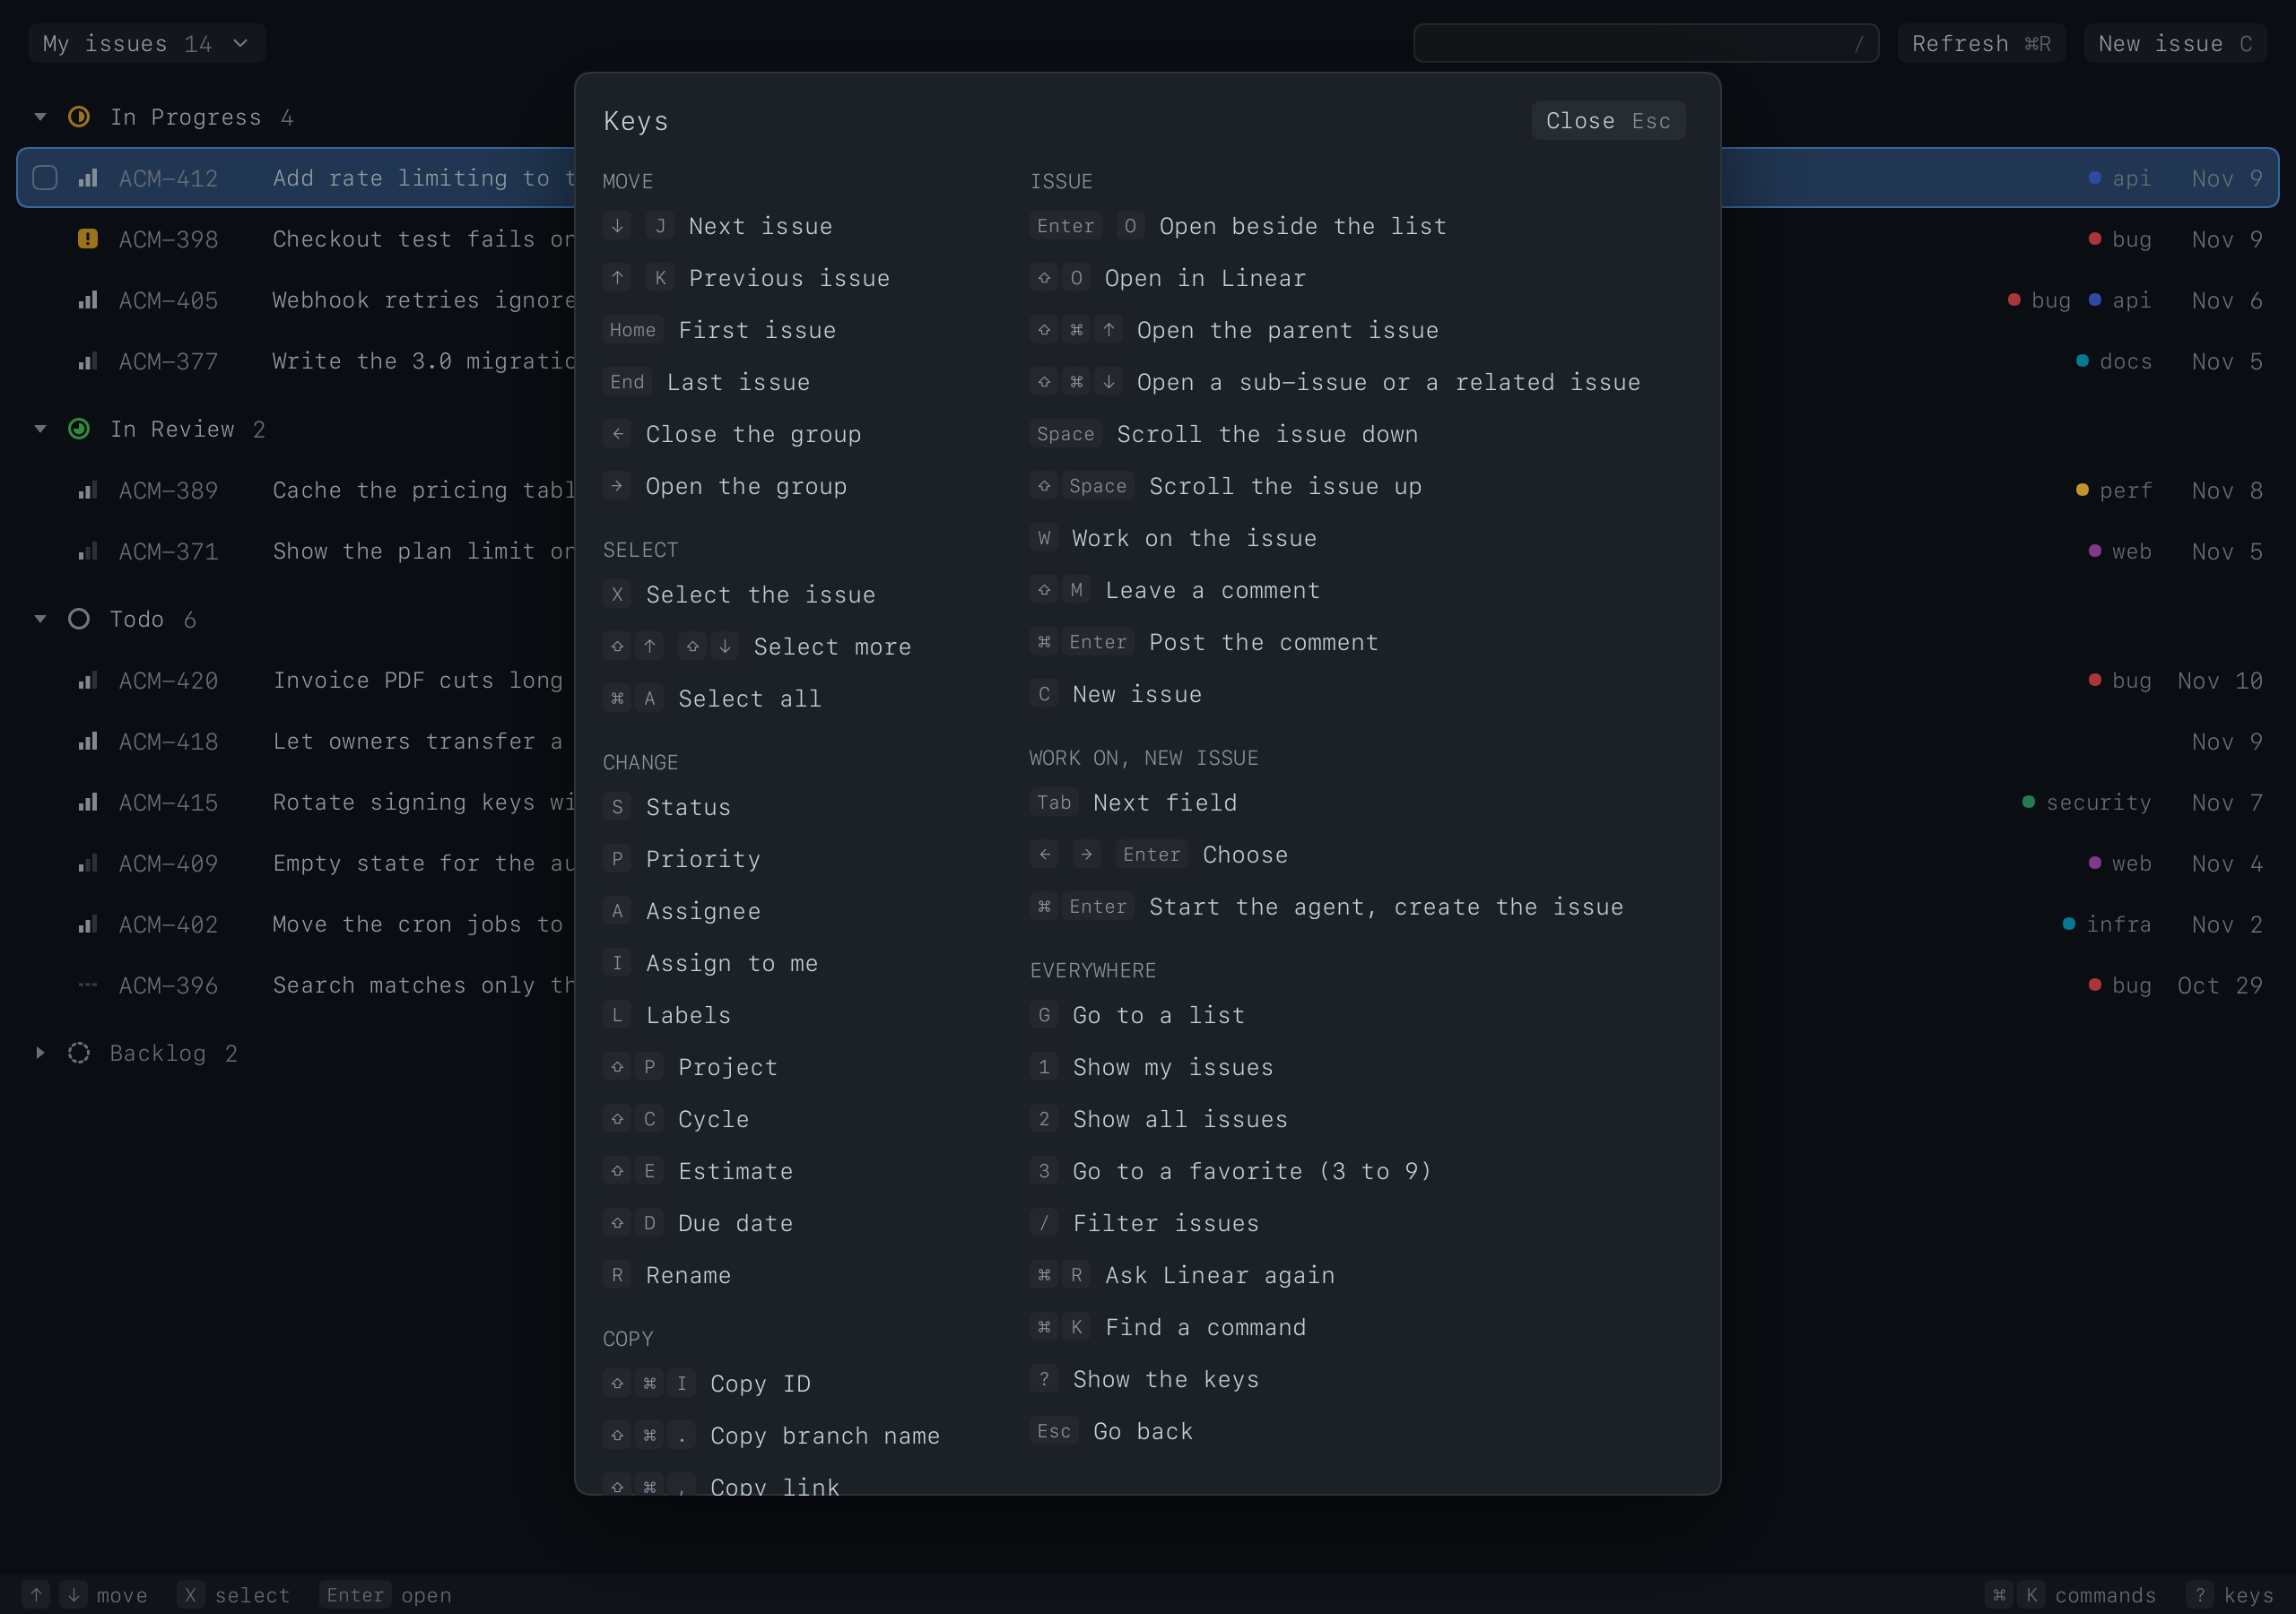 My issues 14
/
Refresh ⌘R
New issue C
In Progress 4
ACM-412 Add rate limiting to t
api Nov 9
ACM-398 Checkout test fails on
bug Nov 9
ACM-405 Webhook retries ignore
bug api Nov 6
ACM-377 Write the 3.0 migratio
docs Nov 5
In Review 2
ACM-389 Cache the pricing tabl
perf Nov 8
ACM-371 Show the plan limit on
web Nov 5
Todo 6
ACM-420 Invoice PDF cuts long
bug Nov 10
ACM-418 Let owners transfer a
Nov 9
ACM-415 Rotate signing keys wi
security Nov 7
ACM-409 Empty state for the au
web Nov 4
ACM-402 Move the cron jobs to
infra Nov 2
ACM-396 Search matches only th
bug Oct 29
Backlog 2
Keys
Close Esc
MOVE
↓ J Next issue
↑ K Previous issue
Home First issue
End Last issue
← Close the group
→ Open the group
SELECT
X Select the issue
⇧ ↑ ⇧ ↓ Select more
⌘ A Select all
CHANGE
S Status
P Priority
A Assignee
I Assign to me
L Labels
⇧ P Project
⇧ C Cycle
⇧ E Estimate
⇧ D Due date
R Rename
COPY
⇧ ⌘ I Copy ID
⇧ ⌘ . Copy branch name
⇧ ⌘ , Copy link
ISSUE
Enter O Open beside the list
⇧ O Open in Linear
⇧ ⌘ ↑ Open the parent issue
⇧ ⌘ ↓ Open a sub-issue or a related issue
Space Scroll the issue down
⇧ Space Scroll the issue up
W Work on the issue
⇧ M Leave a comment
⌘ Enter Post the comment
C New issue
WORK ON, NEW ISSUE
Tab Next field
← → Enter Choose
⌘ Enter Start the agent, create the issue
EVERYWHERE
G Go to a list
1 Show my issues
2 Show all issues
3 Go to a favorite (3 to 9)
/ Filter issues
⌘ R Ask Linear again
⌘ K Find a command
? Show the keys
Esc Go back
↑ ↓ move X select Enter open
⌘ K commands ? keys